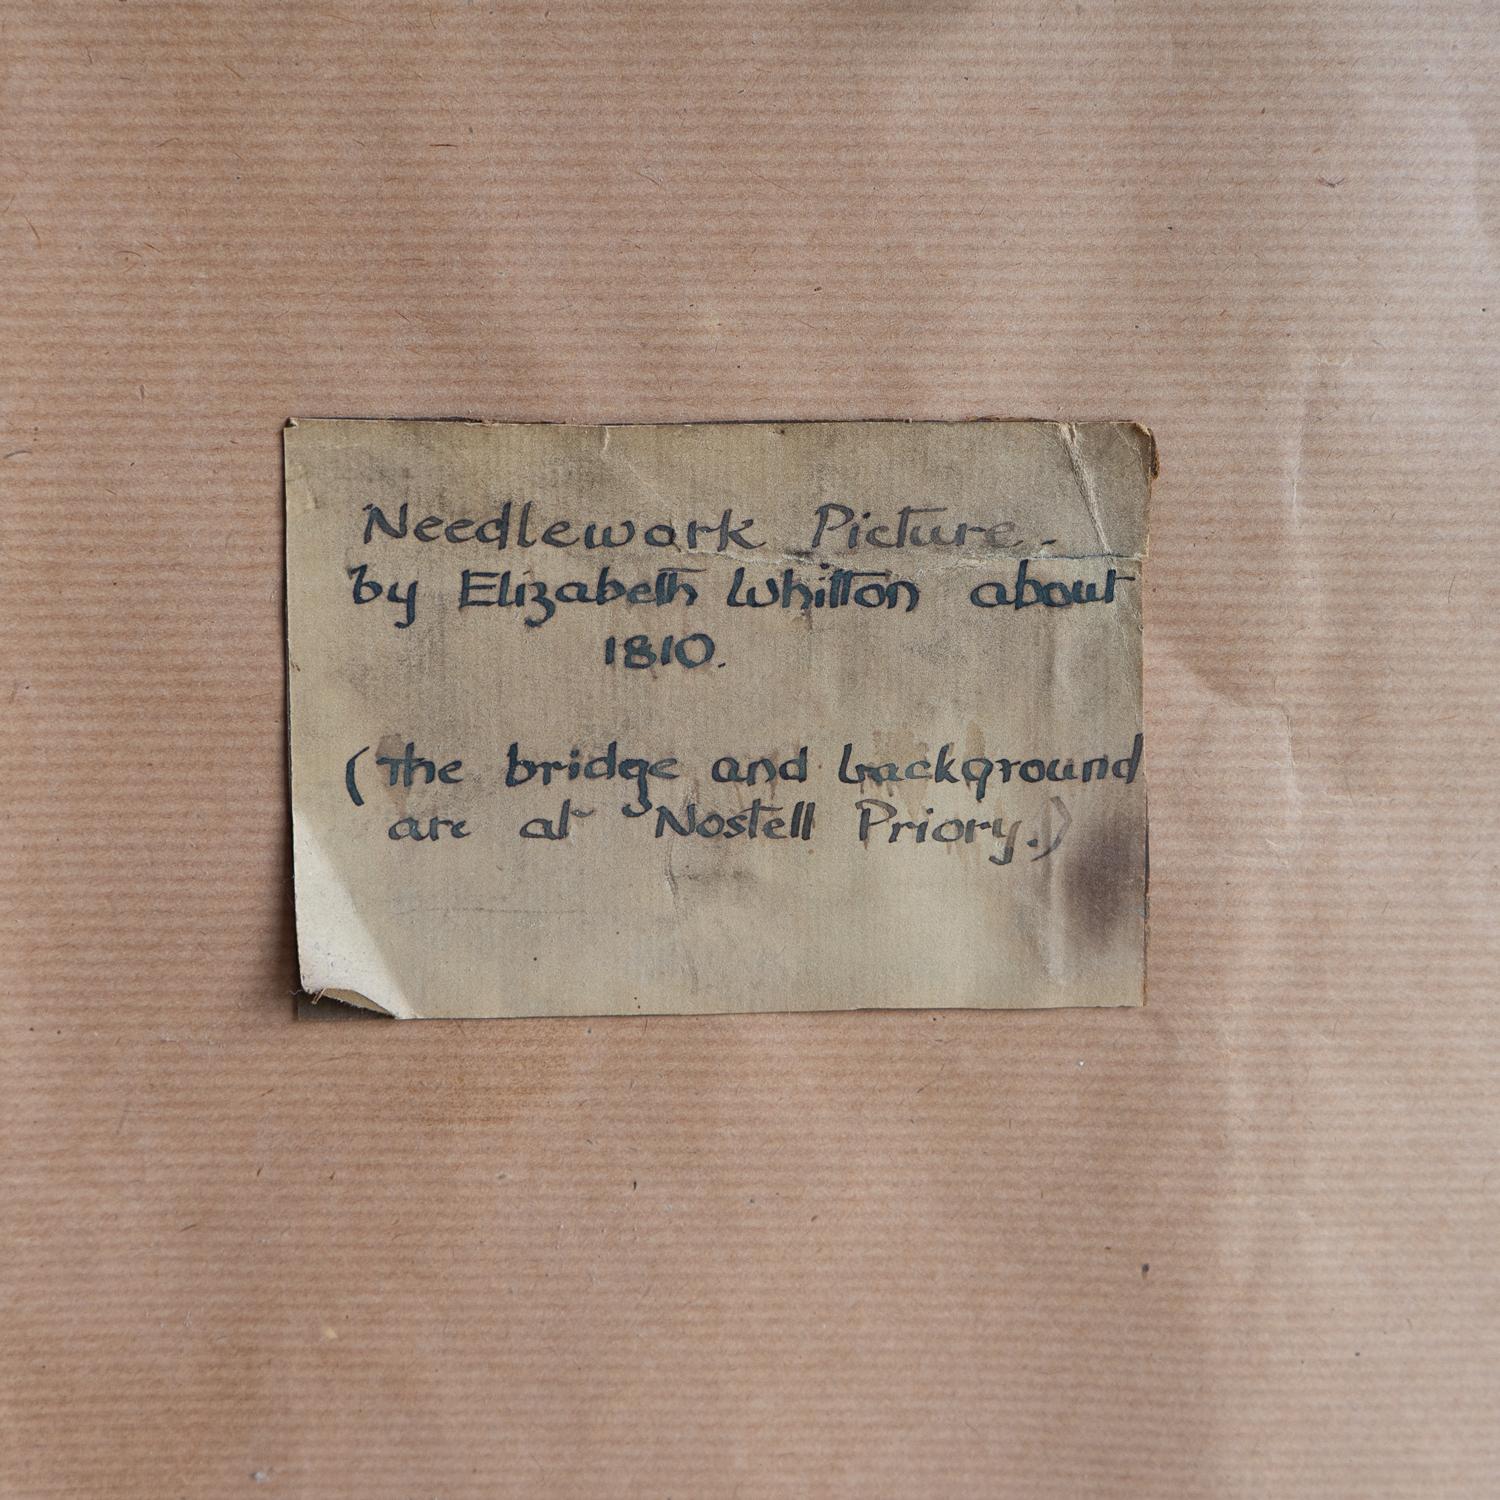 Needlework Picture.
by Elizabeth Whitton about
1810.
(the bridge and background
are at Nostell Priory.)